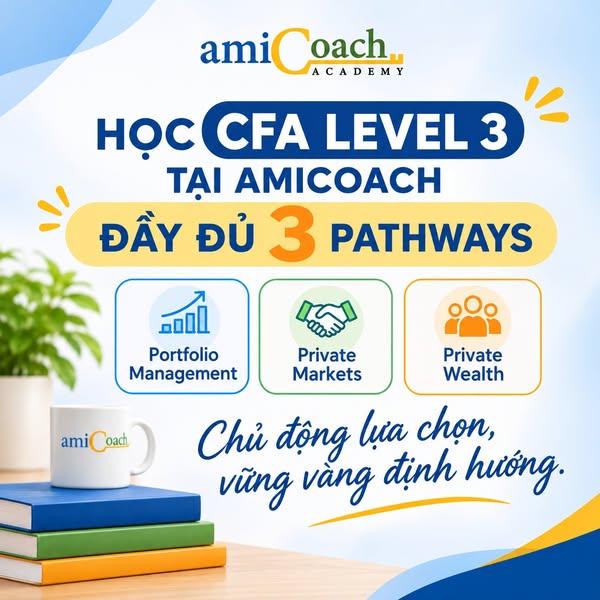 amiCoach
ACADEMY
HỌC CFA LEVEL 3
TẠI AMICOACH
ĐẦY ĐỦ 3 PATHWAYS
Portfolio
Management
Private
Markets
Private
Wealth
Chủ động lựa chọn,
vững vàng định hướng.
amiCoach